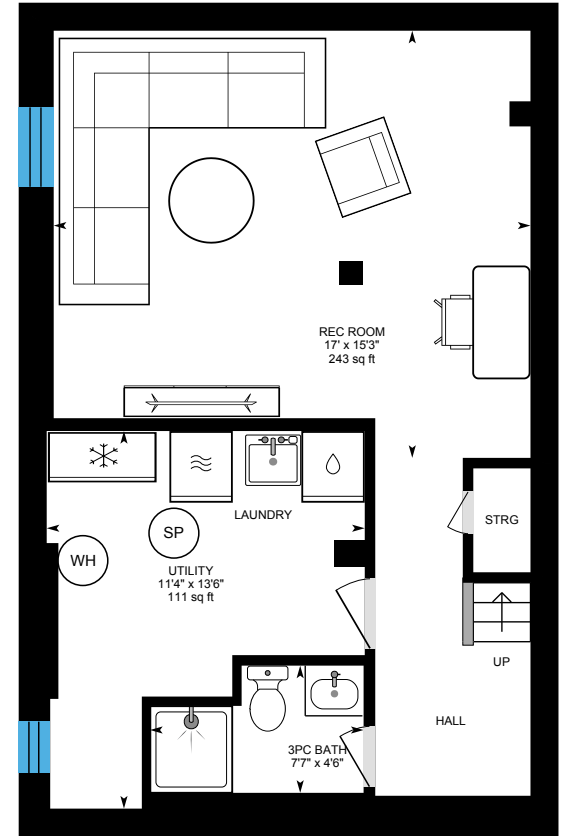 REC ROOM
17' x 15'3"
243 sq ft
LAUNDRY
STRG
SP
WH
UTILITY
11'4" x 13'6"
111 sq ft
UP
HALL
3PC BATH
7'7" x 4'6"